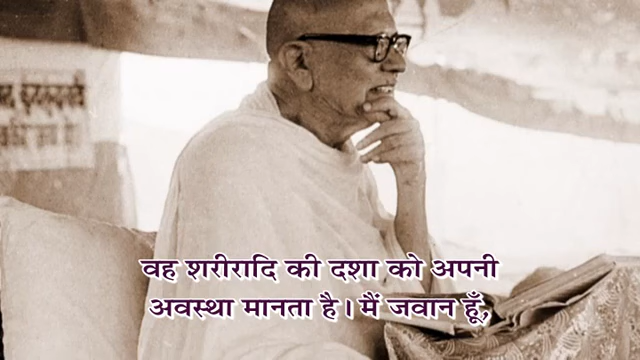 वह शरीरादि की दशा को अपनी
अवस्था मानता है। मैं जवान हूँ,